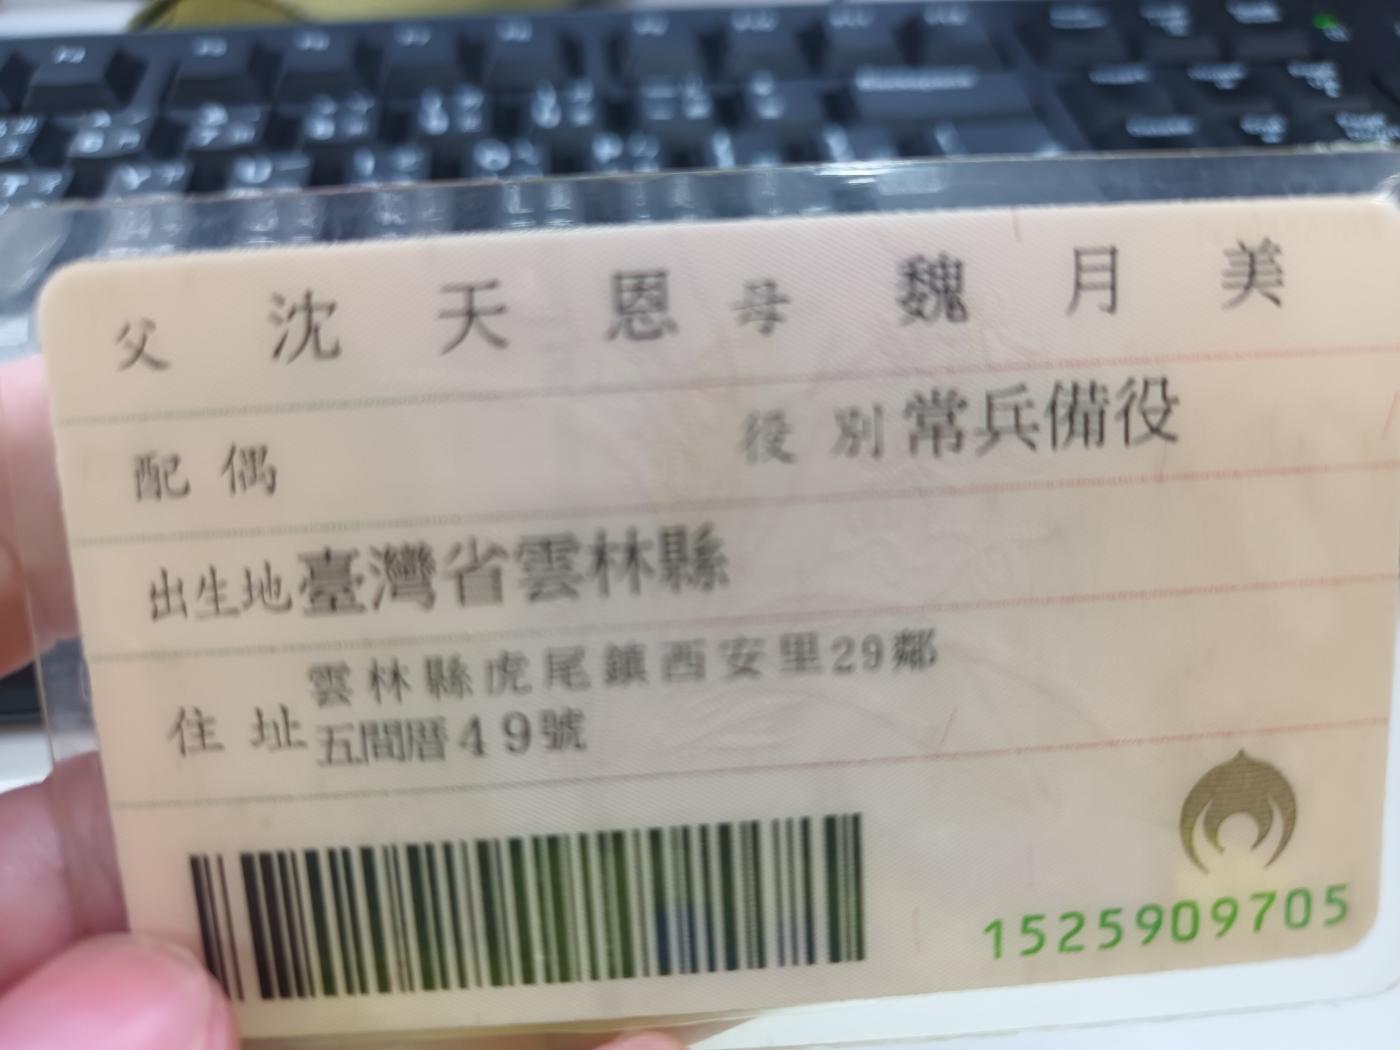 父 沈天恩 母 魏月美
配偶 役別 常兵備役
出生地 臺灣省雲林縣
住址 雲林縣虎尾鎮西安里29鄰
五間厝49號
1525909705